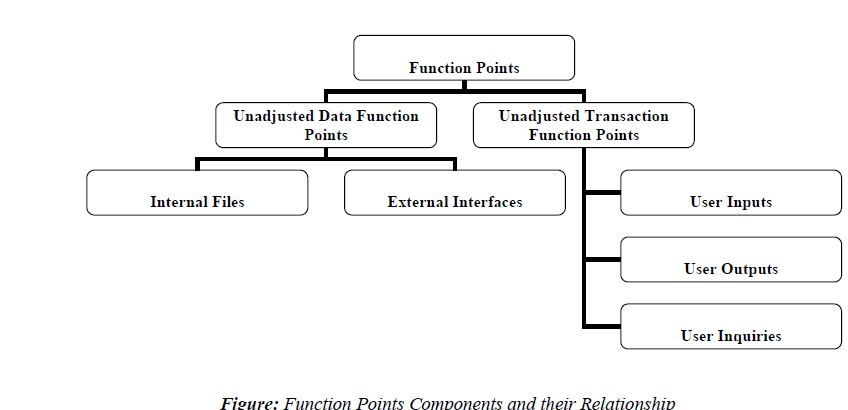 Function Points
Unadjusted Data Function
Points
Unadjusted Transaction
Function Points
Internal Files
External Interfaces
User Inputs
User Outputs
User Inquiries
Figure: Function Points Components and their Relationship